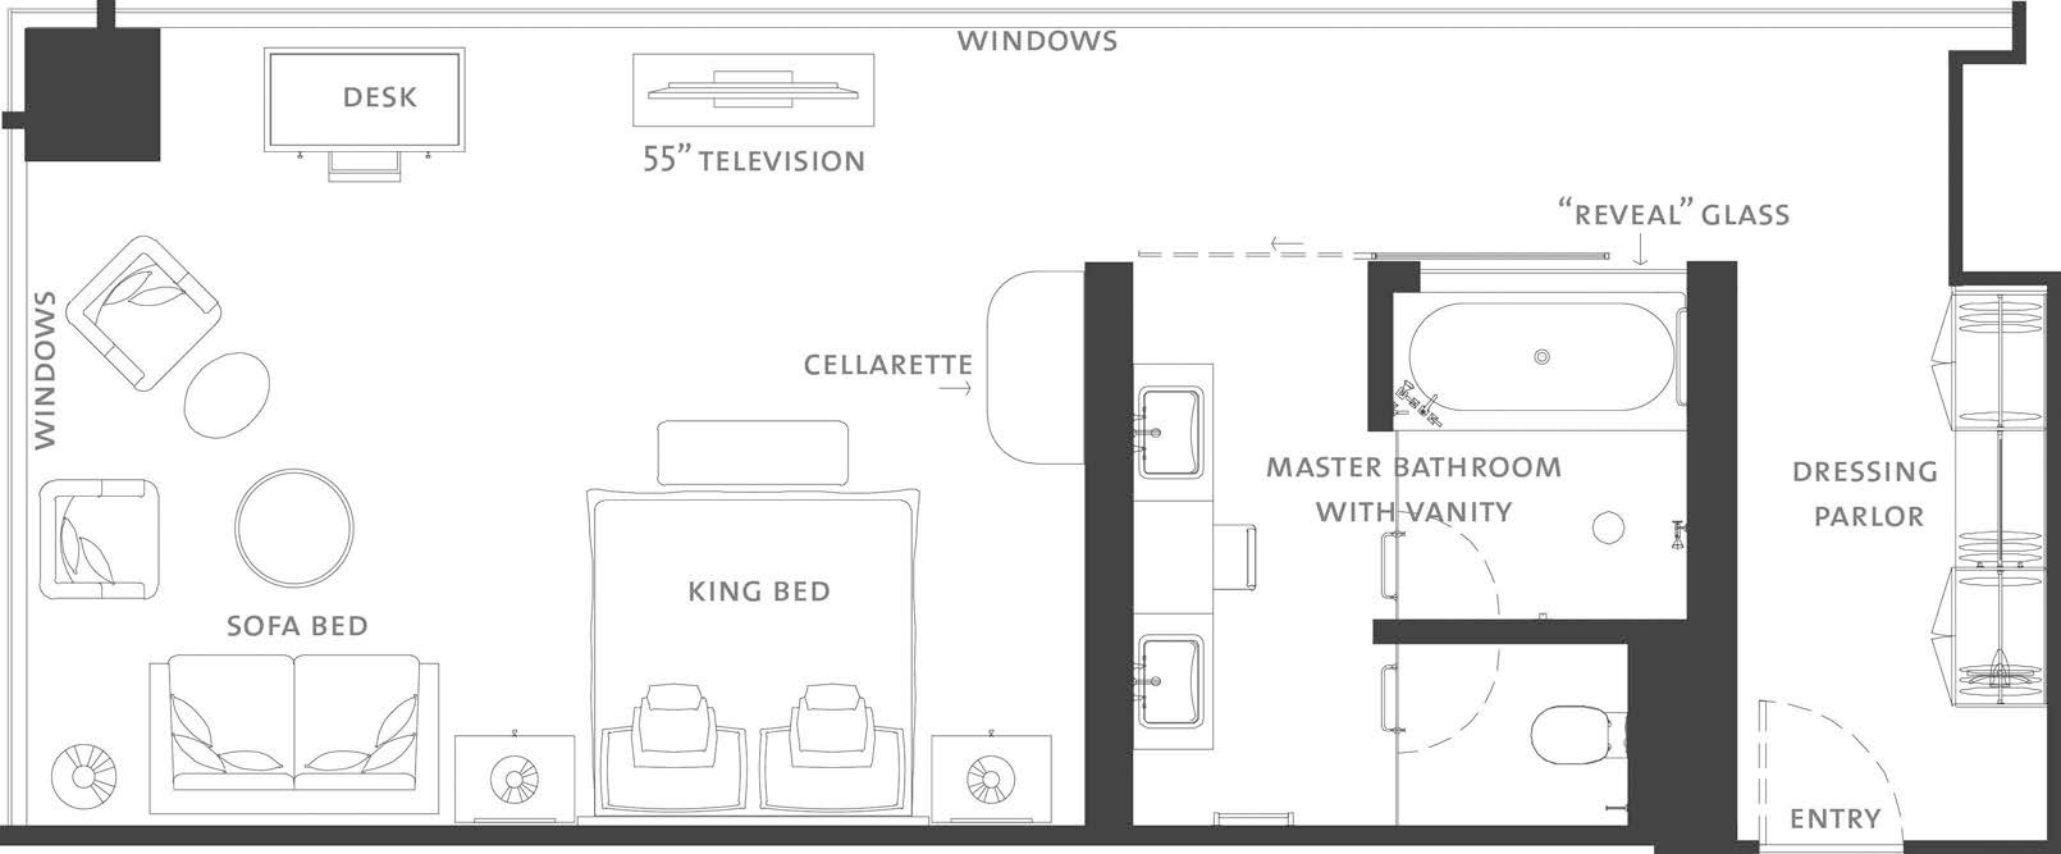 WINDOWS
DESK
55” TELEVISION
“REVEAL” GLASS
WINDOWS
CELLARETTE
MASTER BATHROOM
WITH VANITY
DRESSING
PARLOR
KING BED
SOFA BED
ENTRY